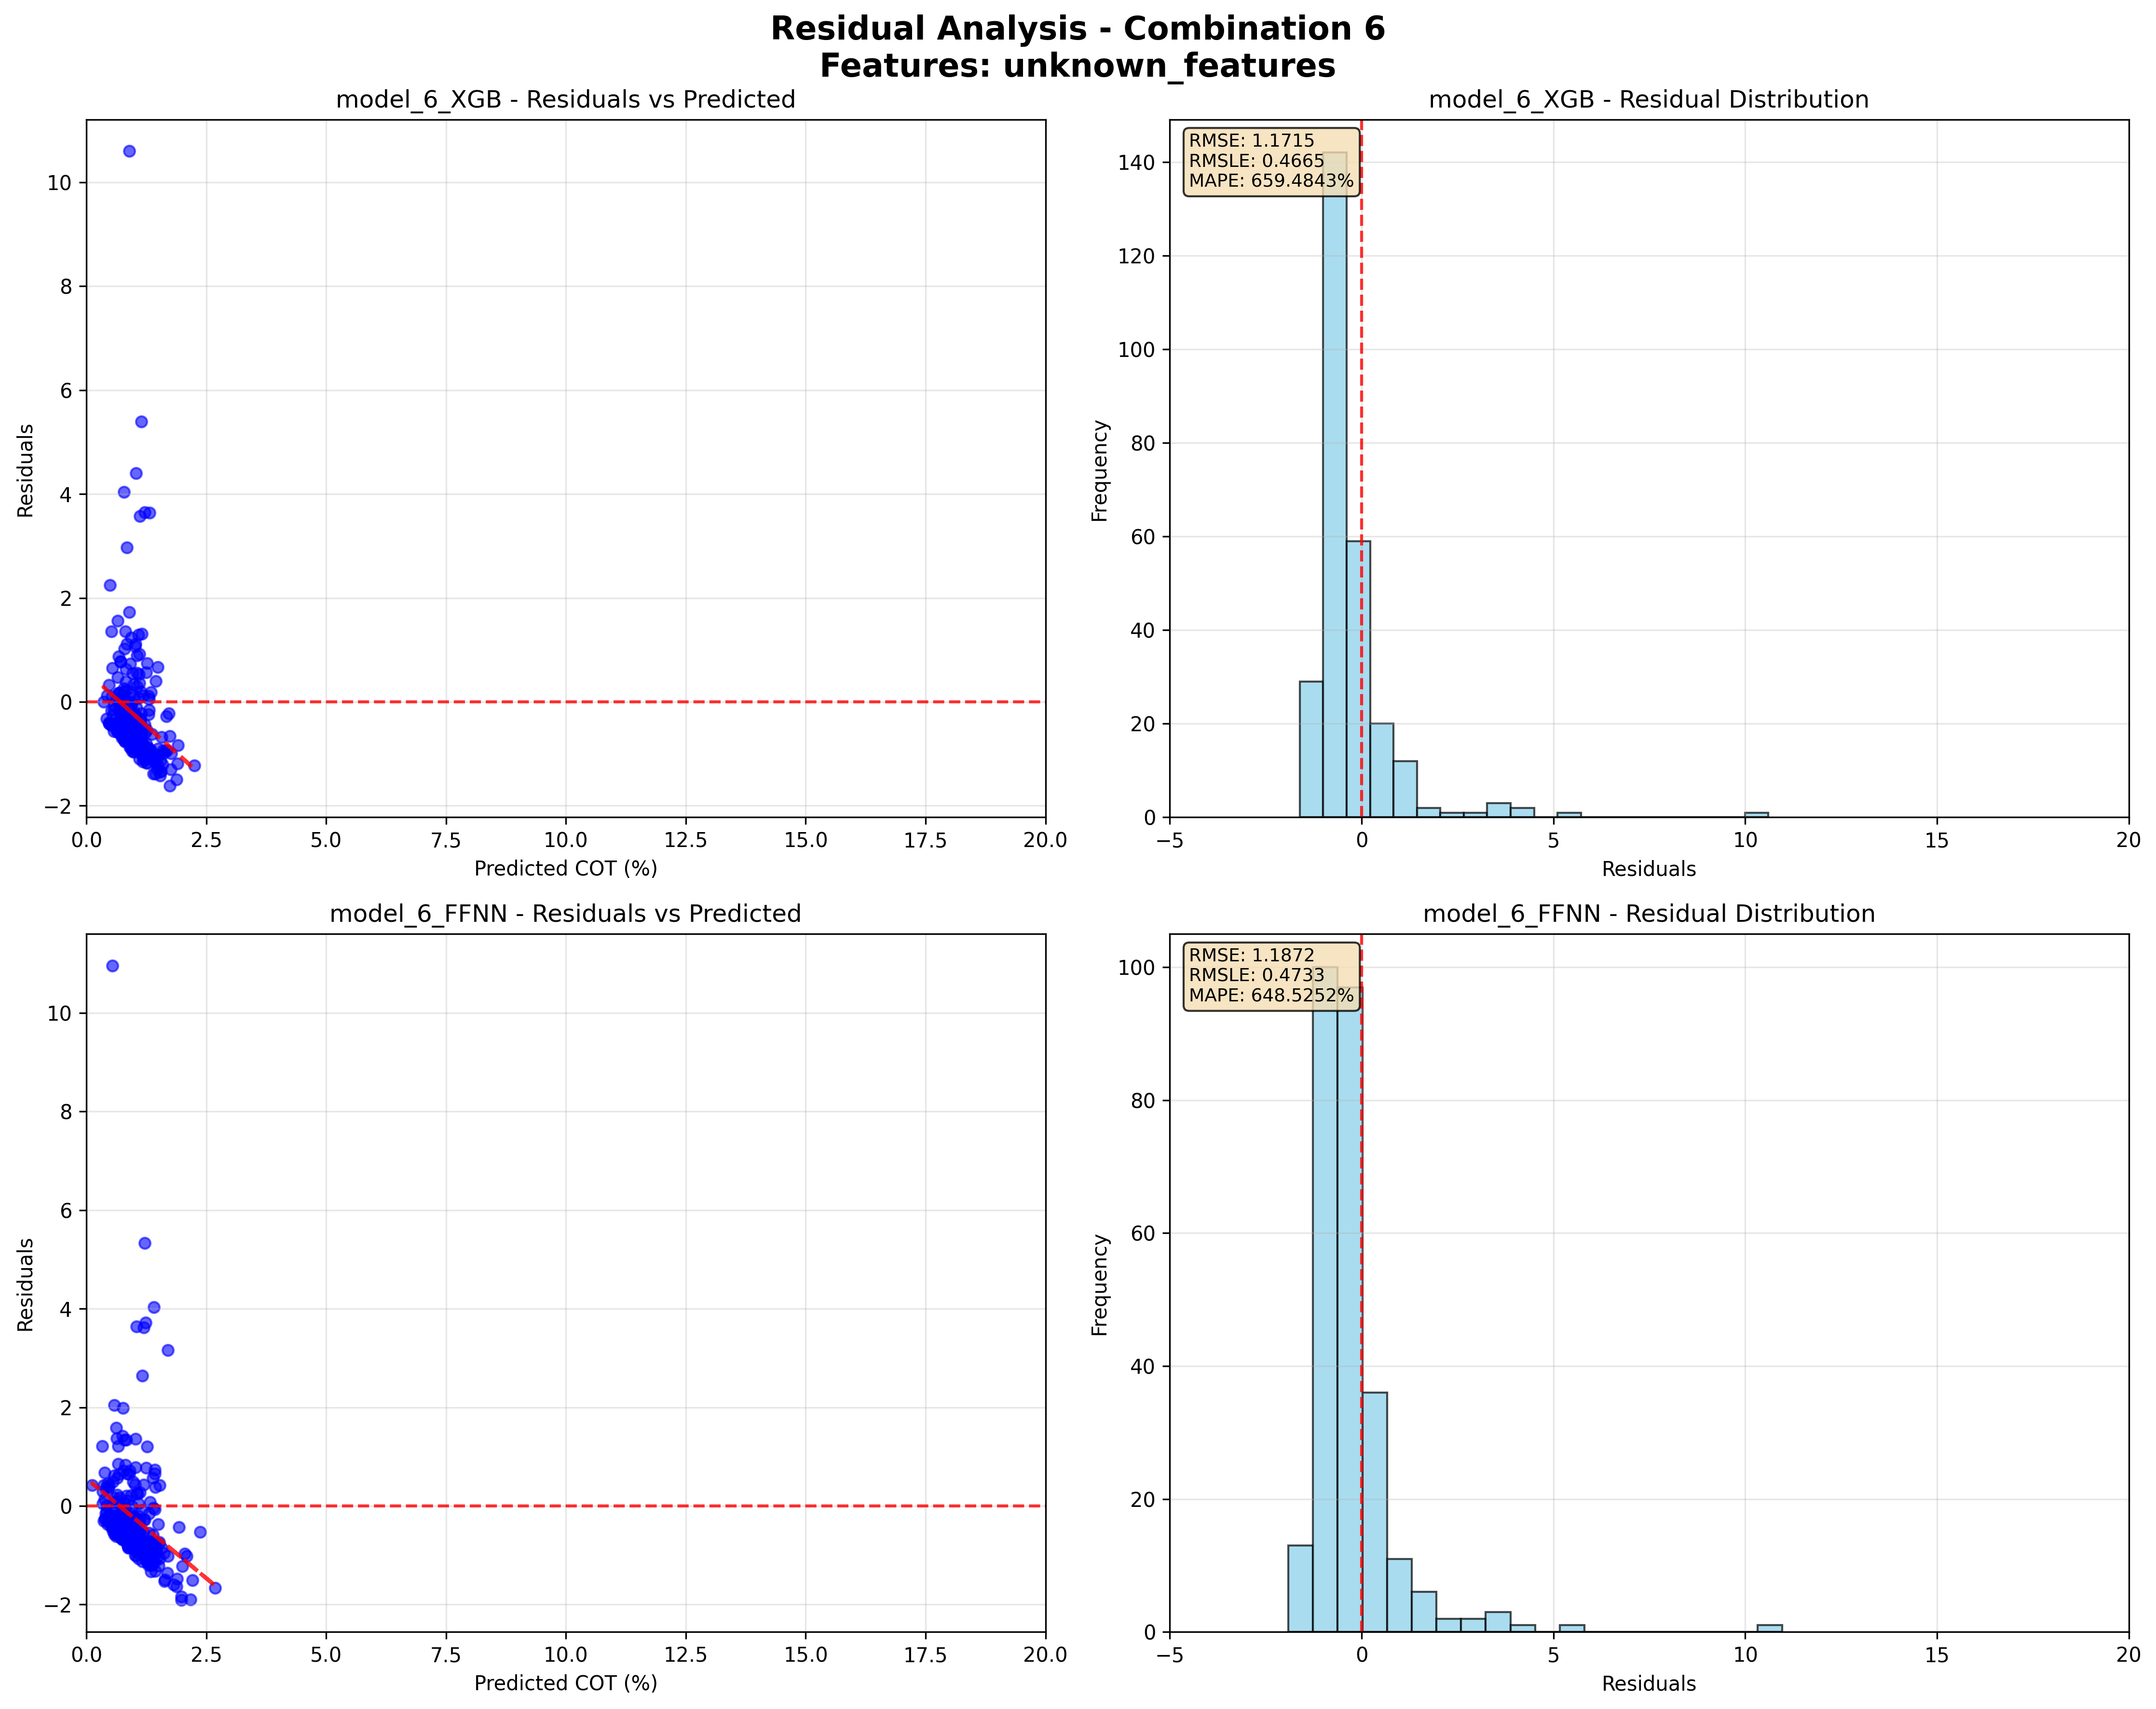 Residual Analysis - Combination 6
Features: unknown_features
model_6_XGB - Residuals vs Predicted
Residuals
10
8
6
4
2
0
−2
0.0 2.5 5.0 7.5 10.0 12.5 15.0 17.5 20.0
Predicted COT (%)
model_6_XGB - Residual Distribution
RMSE: 1.1715
RMSLE: 0.4665
MAPE: 659.4843%
Frequency
140
120
100
80
60
40
20
0
−5 0 5 10 15 20
Residuals
model_6_FFNN - Residuals vs Predicted
Residuals
10
8
6
4
2
0
−2
0.0 2.5 5.0 7.5 10.0 12.5 15.0 17.5 20.0
Predicted COT (%)
model_6_FFNN - Residual Distribution
RMSE: 1.1872
RMSLE: 0.4733
MAPE: 648.5252%
Frequency
100
80
60
40
20
0
−5 0 5 10 15 20
Residuals